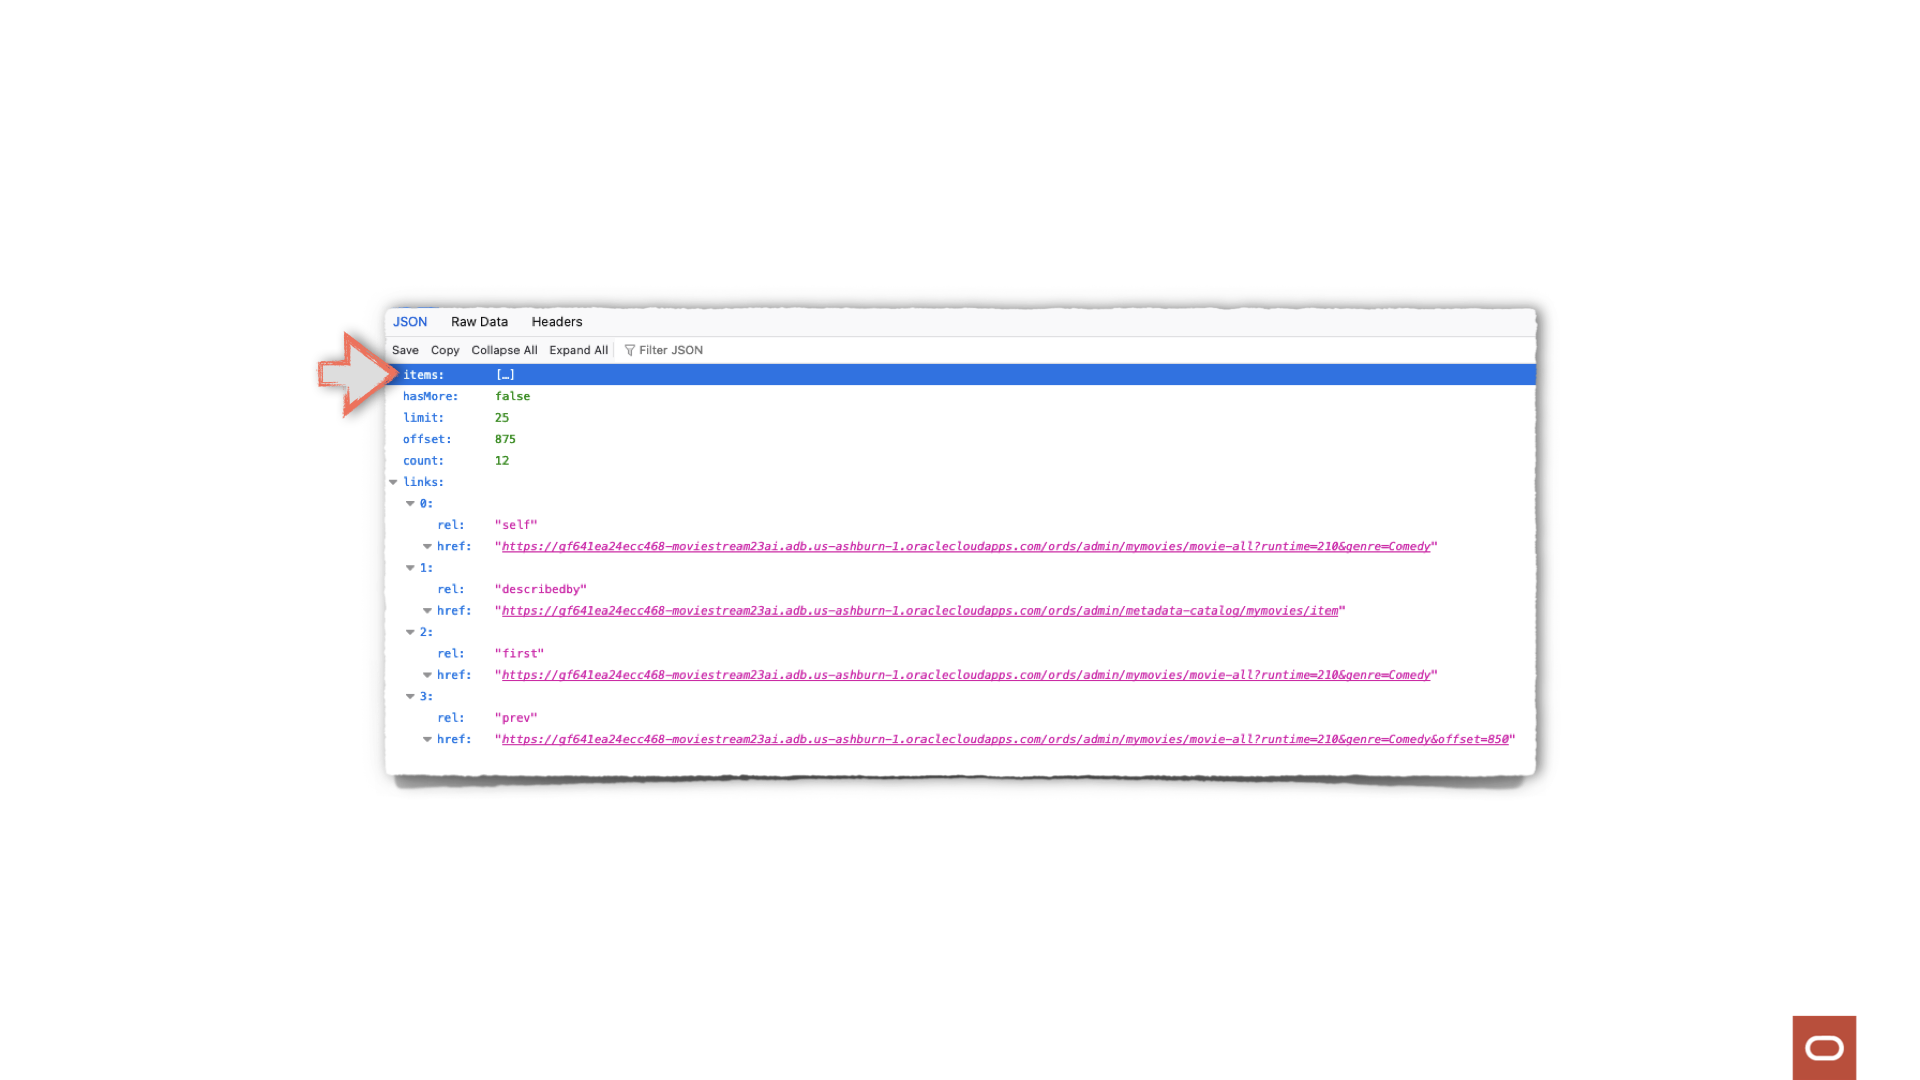 JSON Raw Data Headers
Save Copy Collapse All Expand All Filter JSON
items: […]
hasMore: false
limit: 25
offset: 875
count: 12
links:
0:
rel: "self"
href: "https://gf641ea24ecc468-moviestream23ai.adb.us-ashburn-1.oraclecloudapps.com/ords/admin/mymovies/movie-all?runtime=210&genre=Comedy"
1:
rel: "describedby"
href: "https://gf641ea24ecc468-moviestream23ai.adb.us-ashburn-1.oraclecloudapps.com/ords/admin/metadata-catalog/mymovies/item"
2:
rel: "first"
href: "https://gf641ea24ecc468-moviestream23ai.adb.us-ashburn-1.oraclecloudapps.com/ords/admin/mymovies/movie-all?runtime=210&genre=Comedy"
3:
rel: "prev"
href: "https://gf641ea24ecc468-moviestream23ai.adb.us-ashburn-1.oraclecloudapps.com/ords/admin/mymovies/movie-all?runtime=210&genre=Comedy&offset=850"